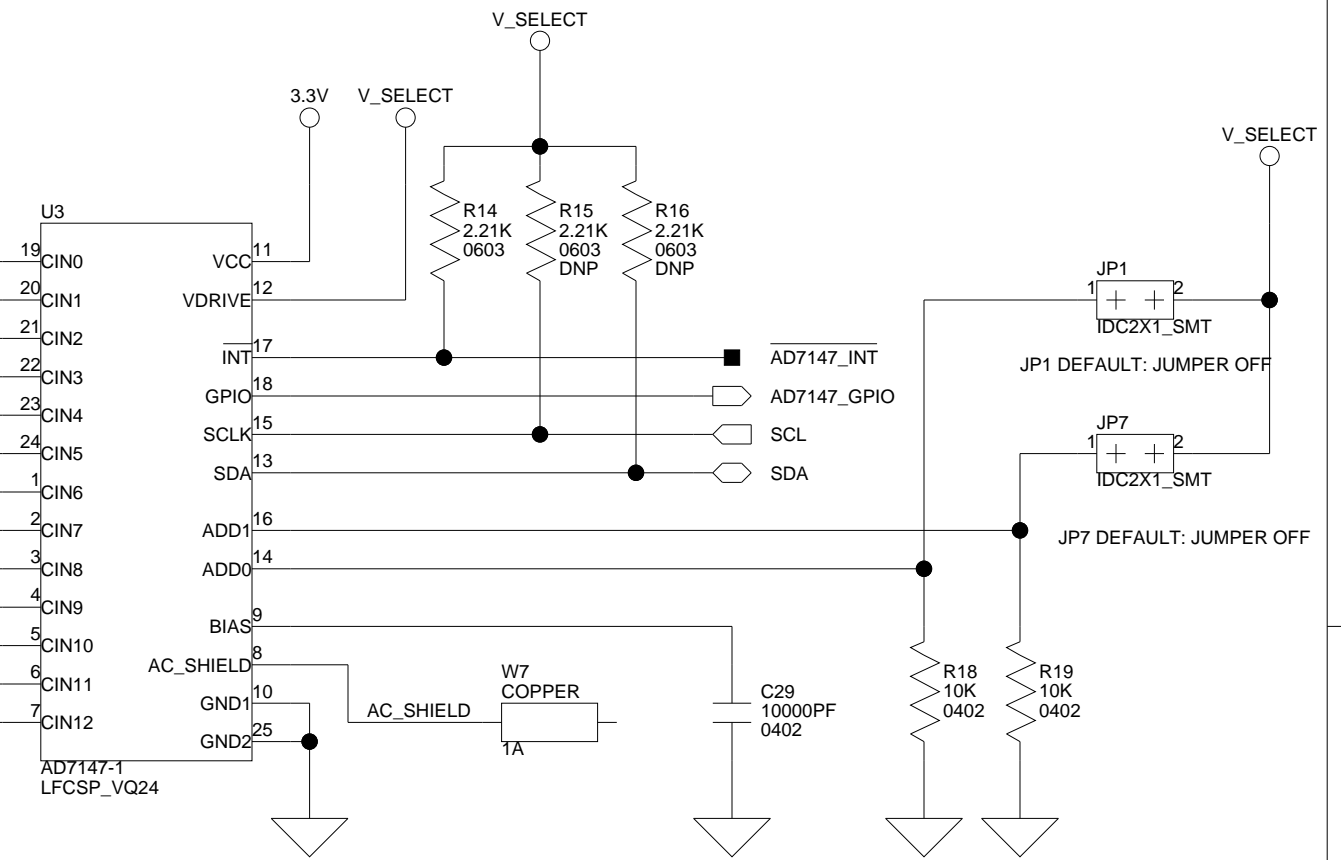 V_SELECT
3.3V
V_SELECT
V_SELECT
U3
R14
2.21K
0603
R15
2.21K
0603
DNP
R16
2.21K
0603
DNP
19
CIN0
20
CIN1
21
CIN2
22
CIN3
23
CIN4
24
CIN5
1
CIN6
2
CIN7
3
CIN8
4
CIN9
5
CIN10
6
CIN11
7
CIN12
VCC
11
VDRIVE
12
INT
17
GPIO
18
SCLK
15
SDA
13
ADD1
16
ADD0
14
BIAS
9
AC_SHIELD
8
GND1
10
GND2
25
AD7147-1
LFCSP_VQ24
AD7147_INT
AD7147_GPIO
SCL
SDA
JP1
1
2
IDC2X1_SMT
JP1 DEFAULT: JUMPER OFF
JP7
1
2
IDC2X1_SMT
JP7 DEFAULT: JUMPER OFF
AC_SHIELD
W7
COPPER
1A
C29
10000PF
0402
R18
10K
0402
R19
10K
0402